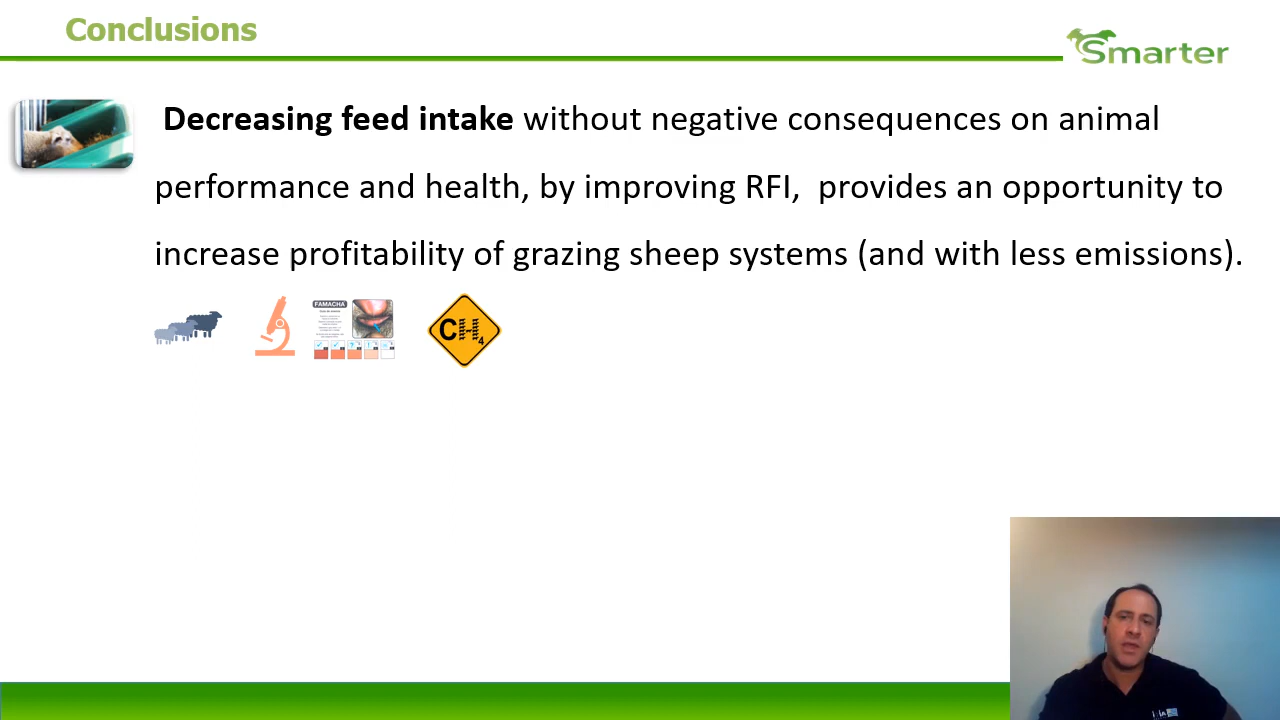 Conclusions
Smarter
Decreasing feed intake without negative consequences on animal
performance and health, by improving RFI, provides an opportunity to
increase profitability of grazing sheep systems (and with less emissions).
FAMACHA
CH4